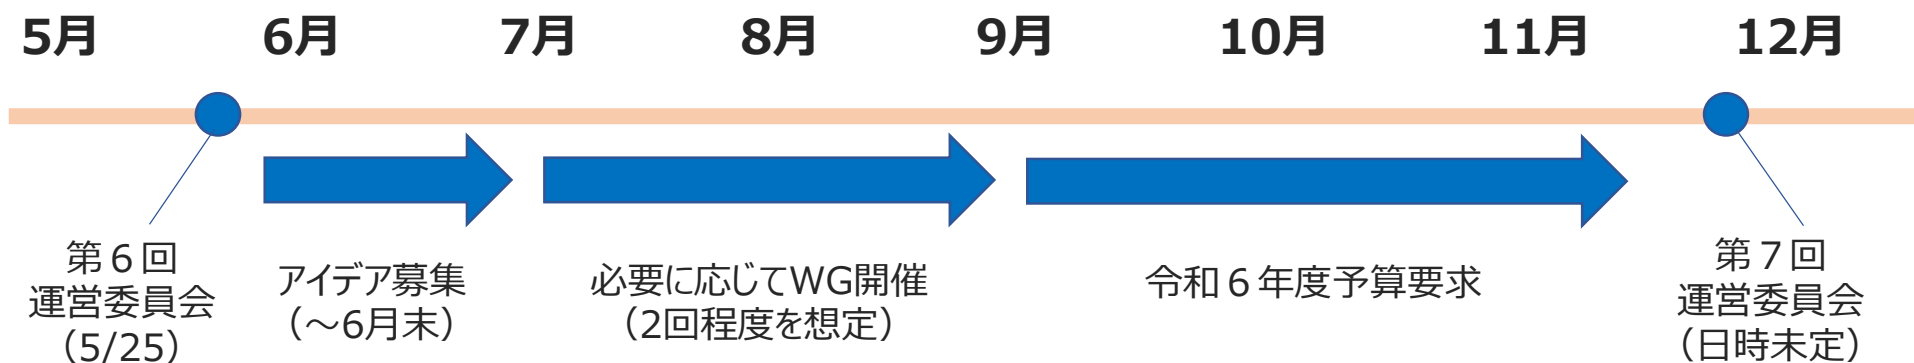 5月 6月 7月 8月 9月 10月 11月 12月
第６回
運営委員会
（5/25）
アイデア募集
（～6月末）
必要に応じてWG開催
（2回程度を想定）
令和６年度予算要求
第７回
運営委員会
（日時未定）